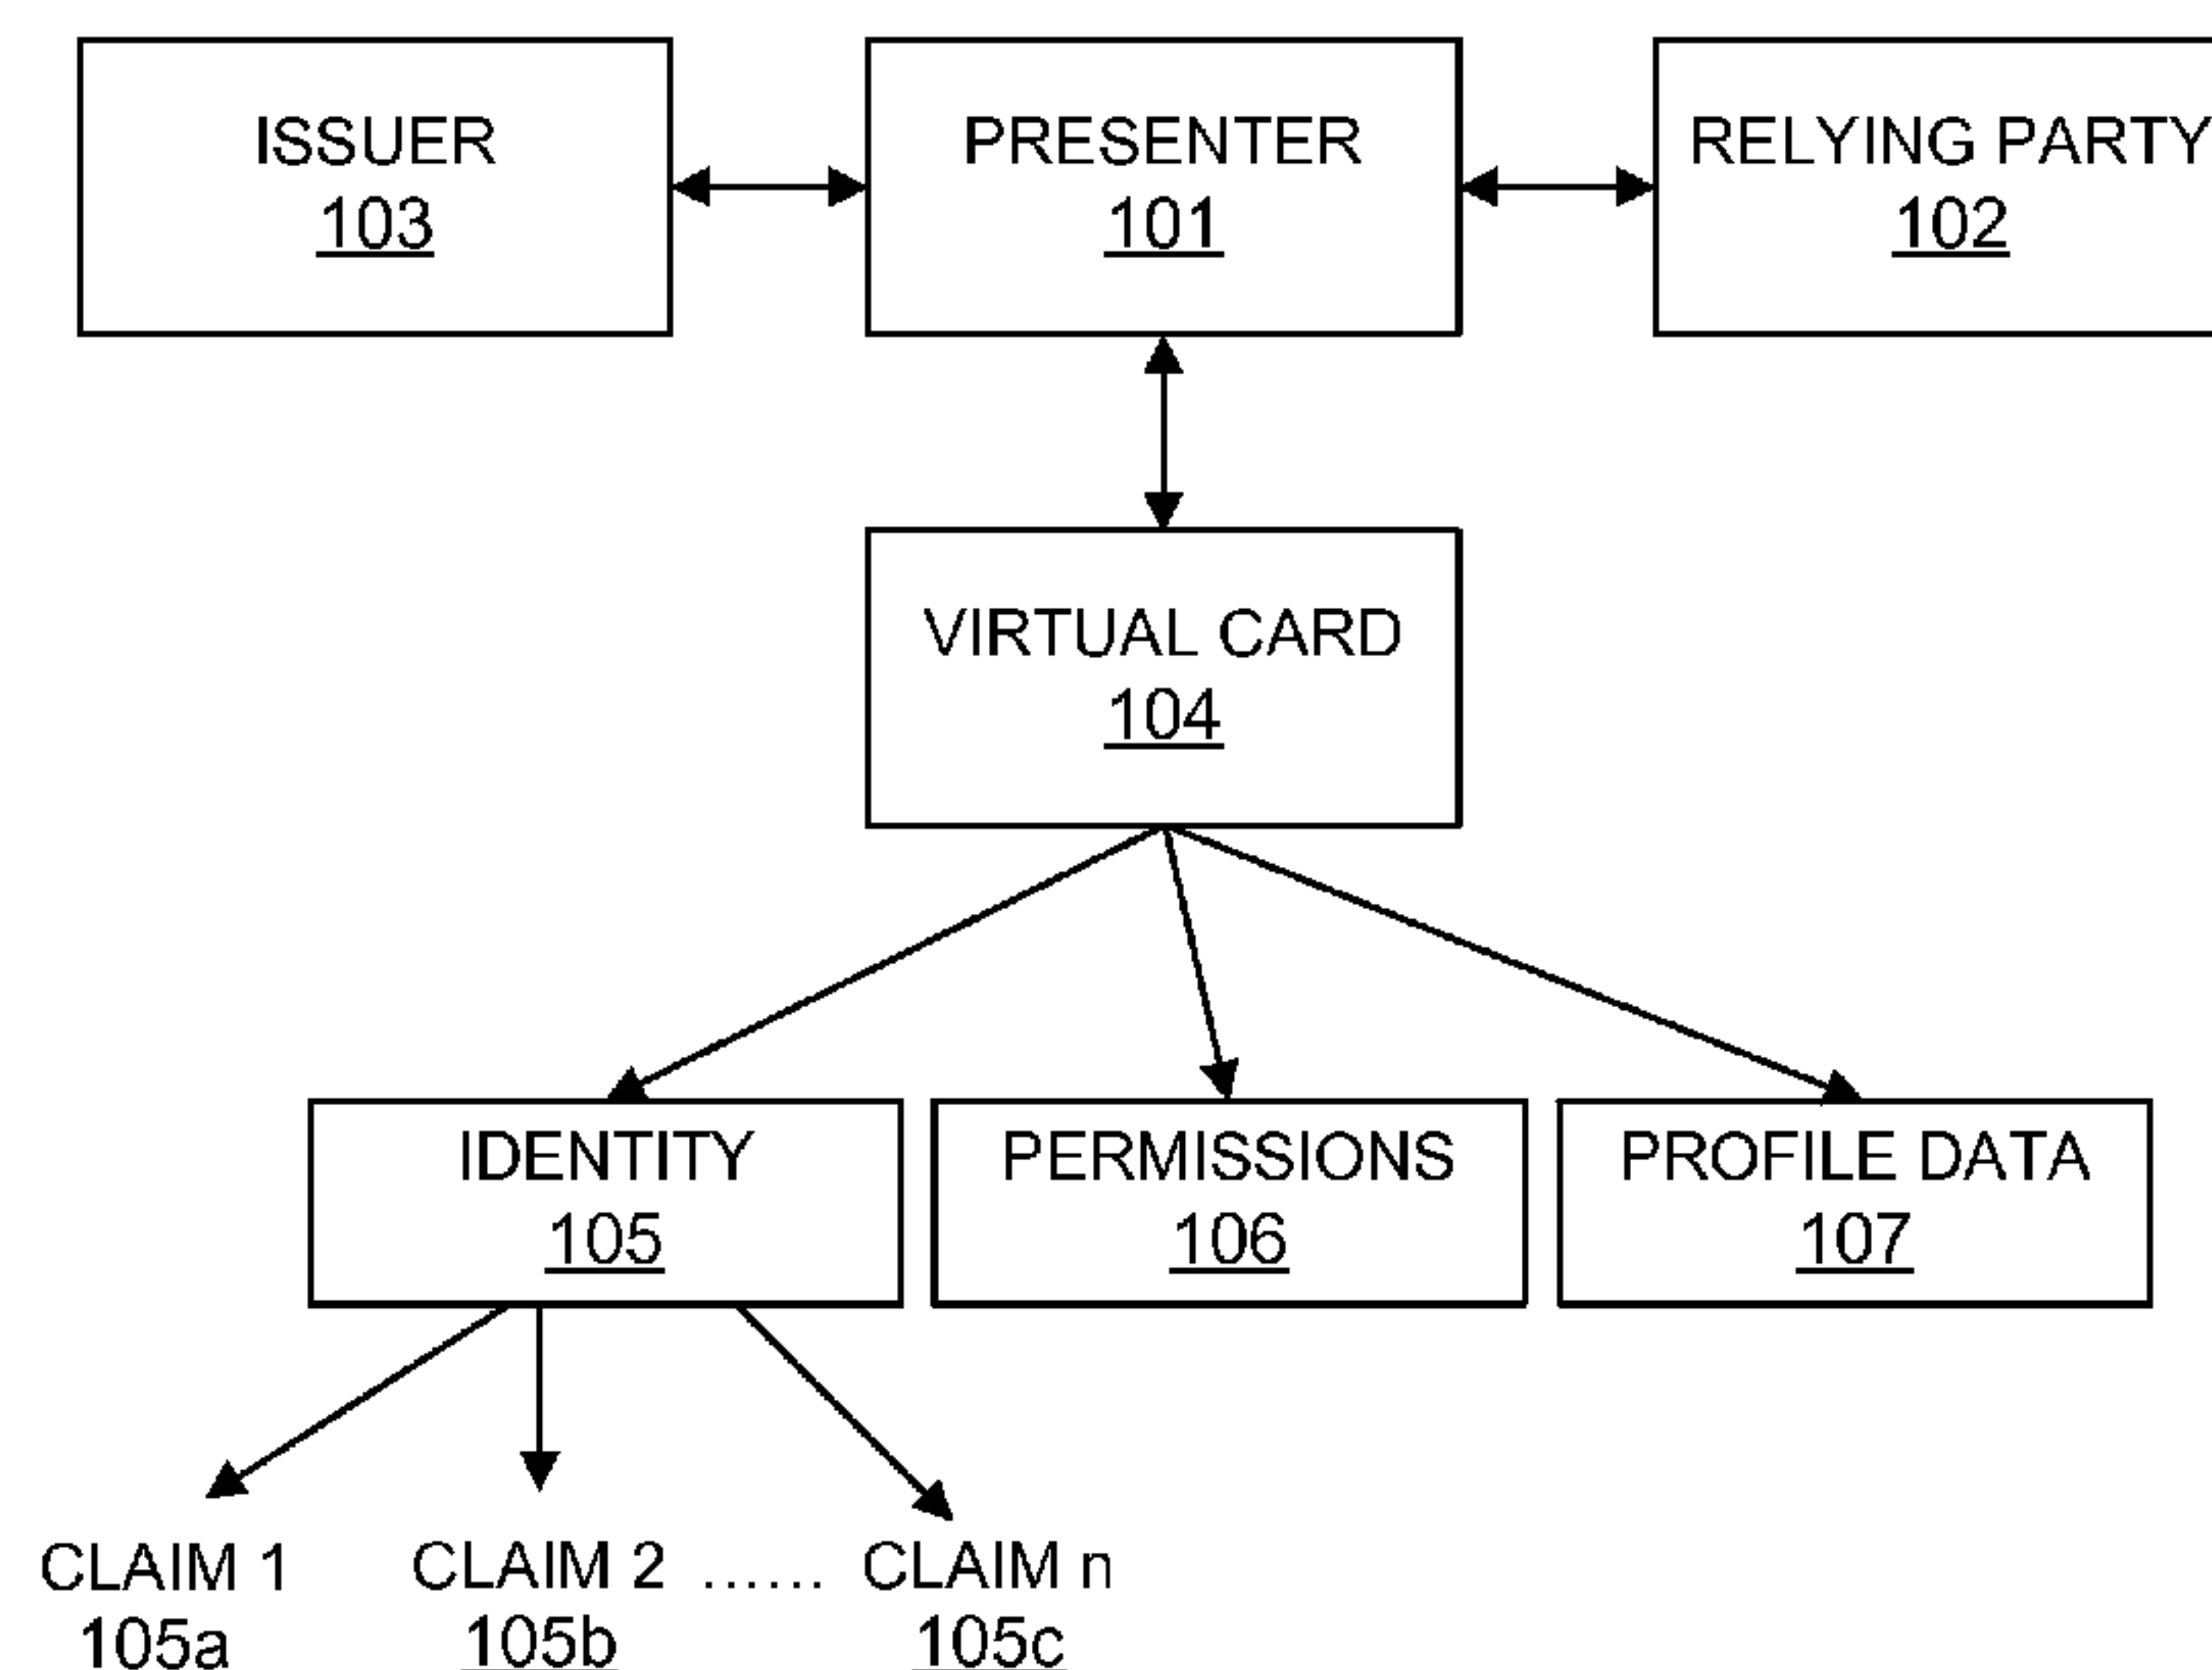 ISSUER
103
PRESENTER
101
RELYING PARTY
102
VIRTUAL CARD
104
IDENTITY
105
PERMISSIONS
106
PROFILE DATA
107
CLAIM 1
105a
CLAIM 2 ...... CLAIM n
105b
105c